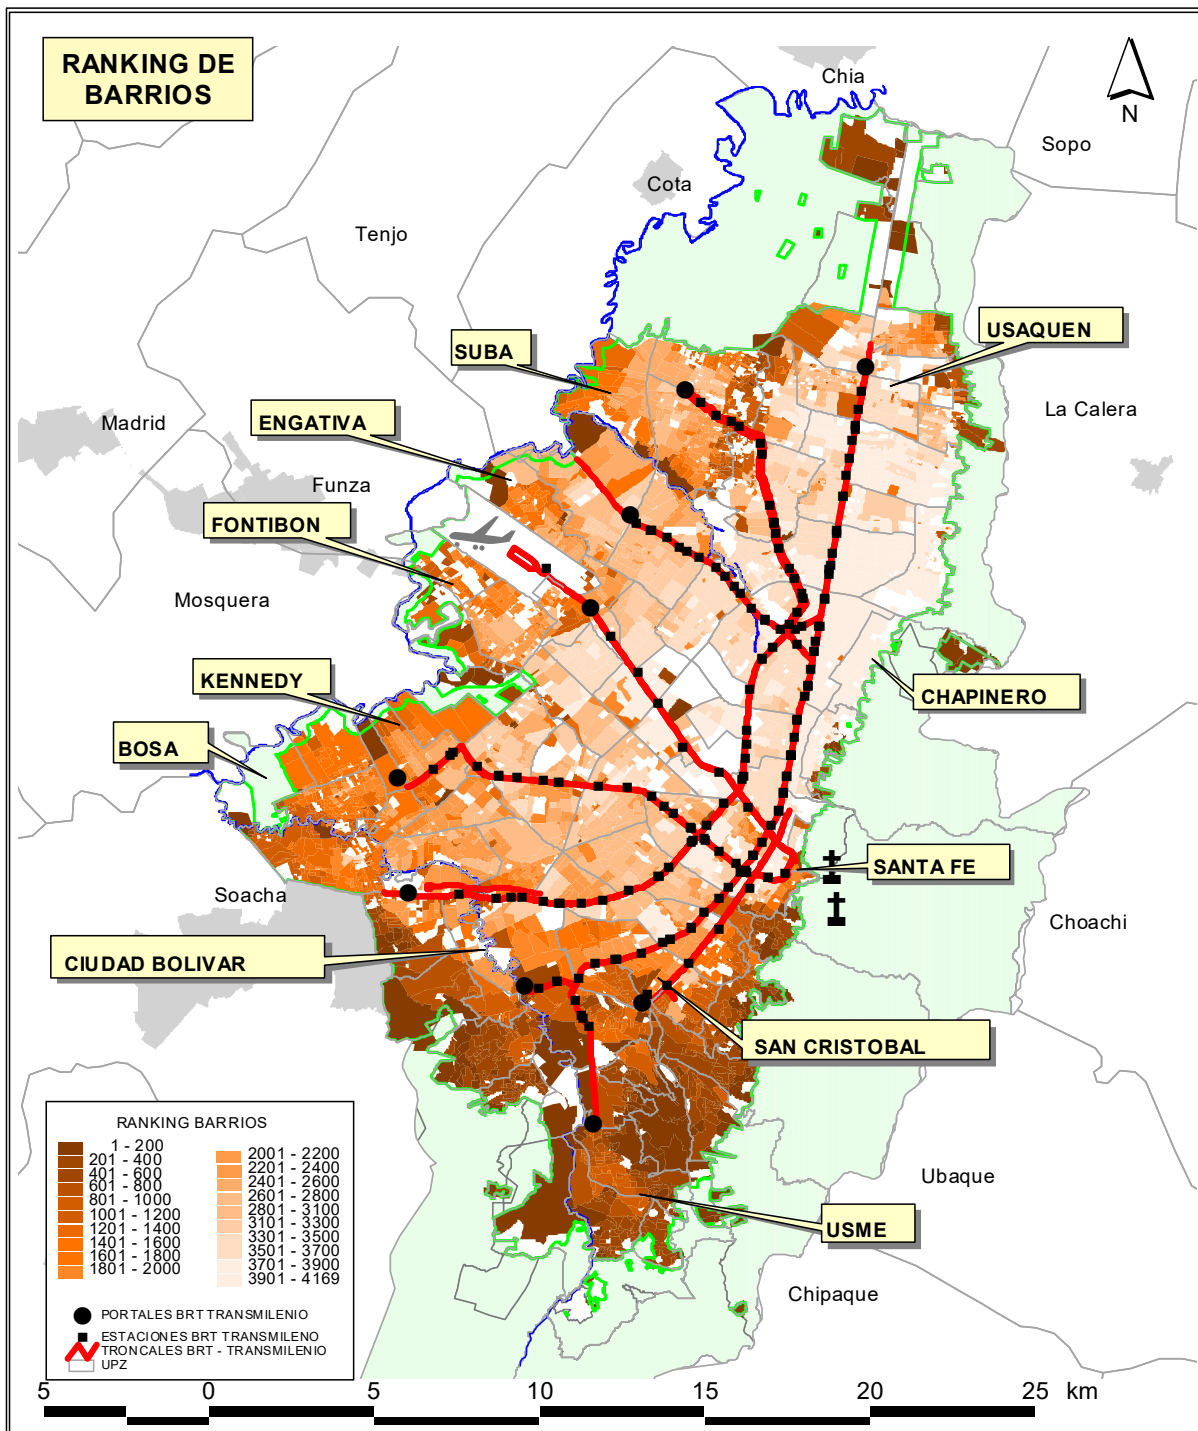 RANKING DE
BARRIOS
Chia
N
Sopo
Cota
Tenjo
USAQUEN
SUBA
La Calera
ENGATIVA
Madrid
Funza
FONTIBON
Mosquera
KENNEDY
CHAPINERO
BOSA
SANTA FE
Soacha
Choachi
CIUDAD BOLIVAR
SAN CRISTOBAL
Ubaque
USME
Chipaque
RANKING BARRIOS
1 - 200
201 - 400
401 - 600
601 - 800
801 - 1000
1001 - 1200
1201 - 1400
1401 - 1600
1601 - 1800
1801 - 2000
2001 - 2200
2201 - 2400
2401 - 2600
2601 - 2800
2801 - 3100
3101 - 3300
3301 - 3500
3501 - 3700
3701 - 3900
3901 - 4169
PORTALES BRT TRANSMILENIO
ESTACIONES BRT TRANSMILENO
TRONCALES BRT - TRANSMILENIO
UPZ
5 0 5 10 15 20 25 km